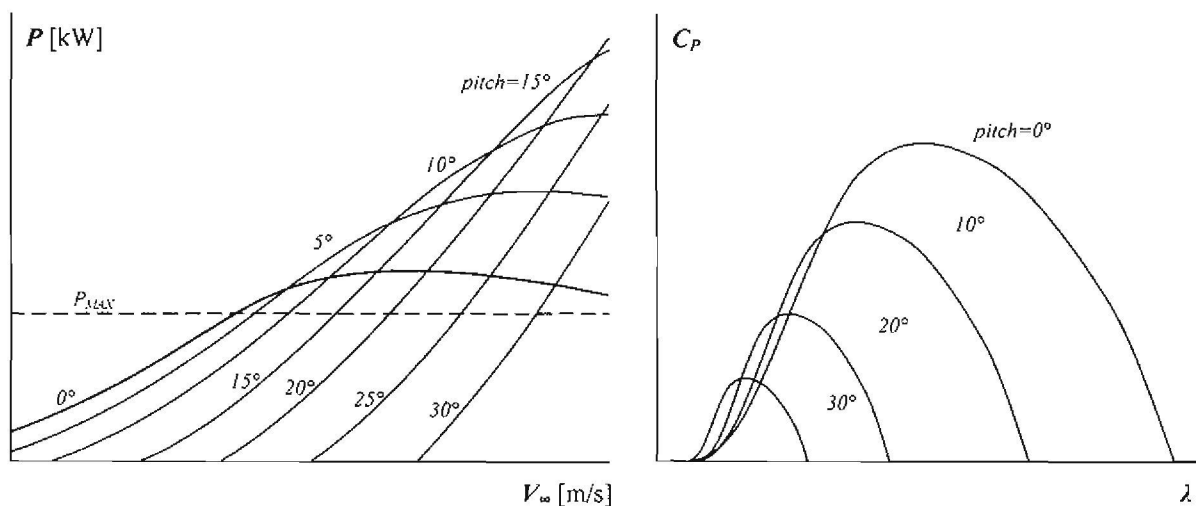 P [kW]
pitch=15°
10°
5°
P_MAX
0°
15°
20°
25°
30°
V∞ [m/s]
C_P
pitch=0°
10°
20°
30°
λ